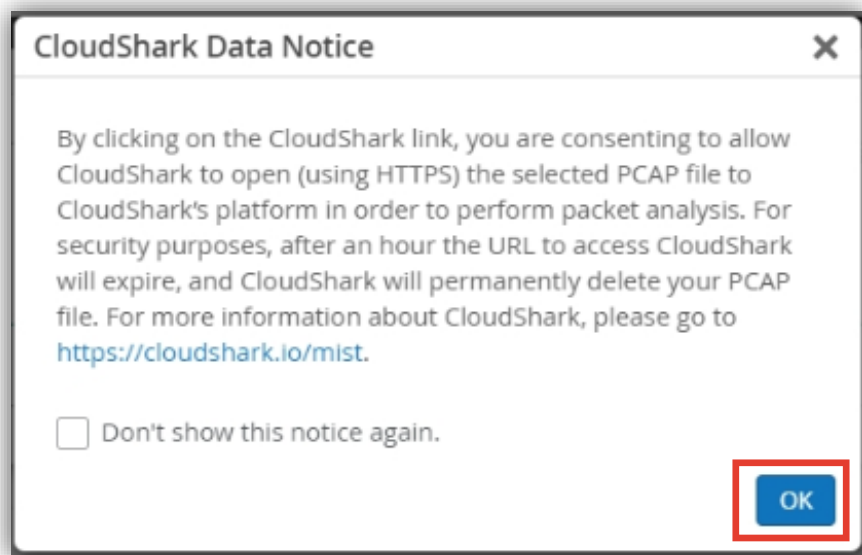 CloudShark Data Notice
By clicking on the CloudShark link, you are consenting to allow
CloudShark to open (using HTTPS) the selected PCAP file to
CloudShark's platform in order to perform packet analysis. For
security purposes, after an hour the URL to access CloudShark
will expire, and CloudShark will permanently delete your PCAP
file. For more information about CloudShark, please go to
https://cloudshark.io/mist.
Don't show this notice again.
OK